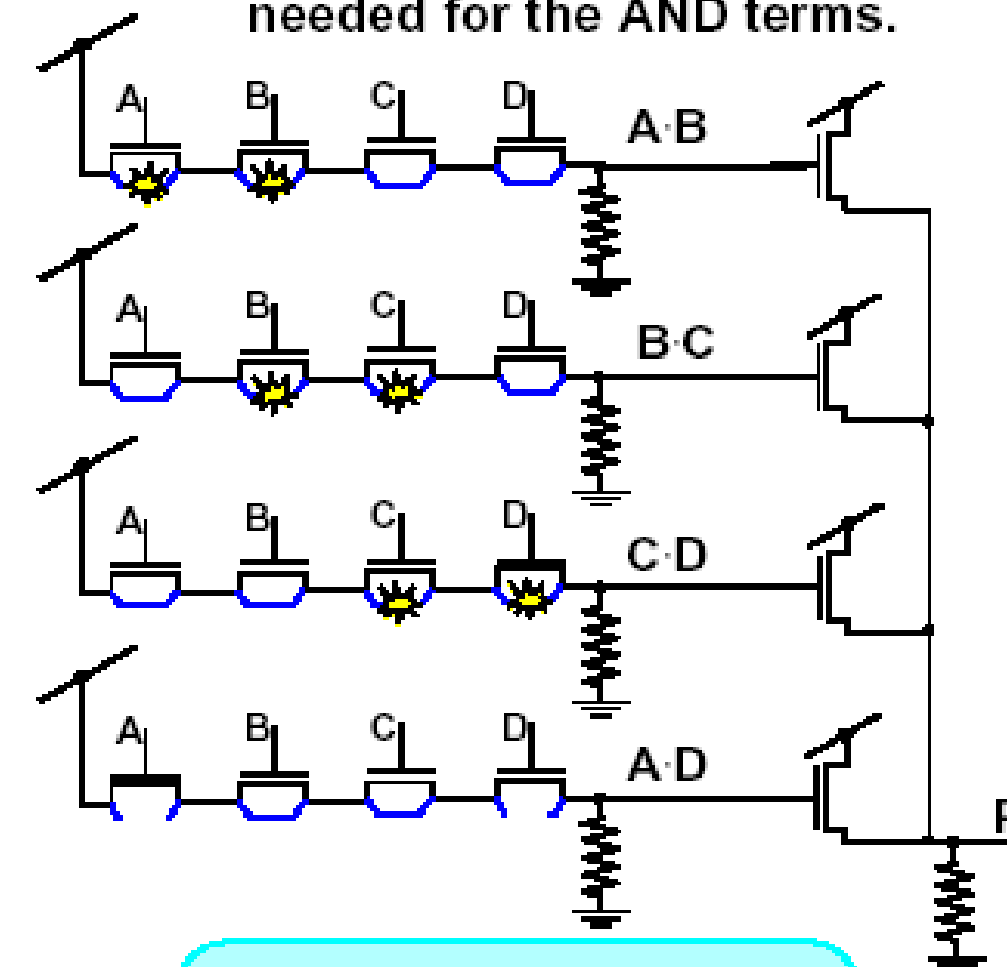 needed for the AND terms.
A B C D A·B
A B C D B·C
A B C D C·D
A B C D A·D